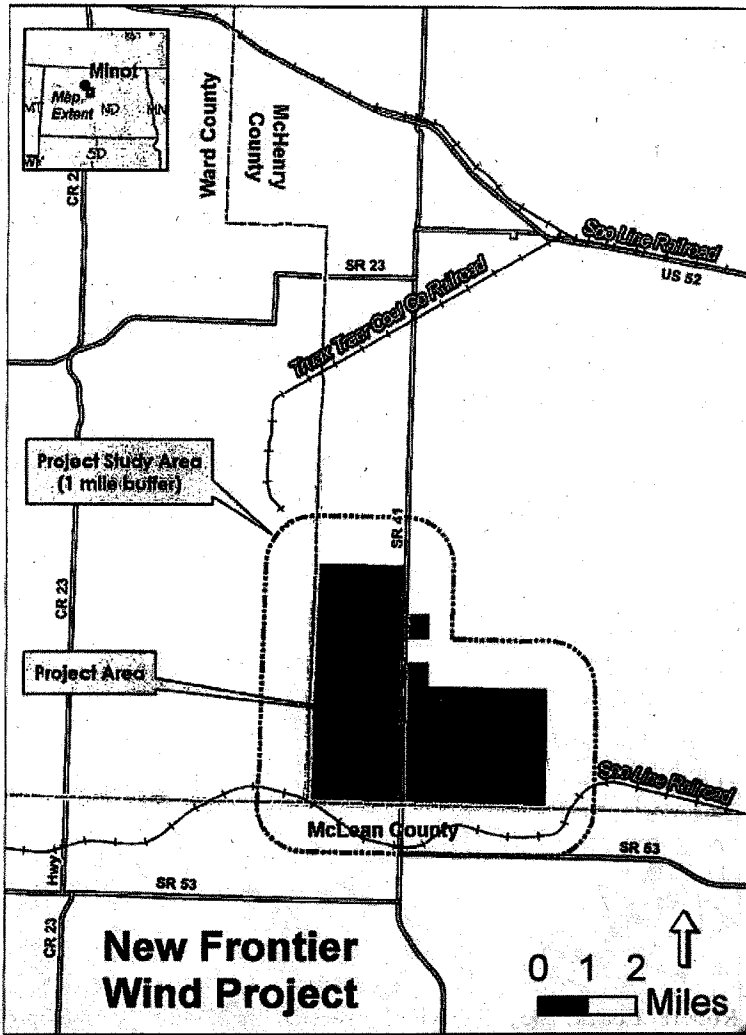 Minot
Map
Extent
MT
ND
MN
SD
CR 2
Ward County
McHenry
County
Soo Line Railroad
US 52
SR 23
Truax Traer Coal Co Railroad
Project Study Area
(1 mile buffer)
SR 41
CR 23
Project Area
Soo Line Railroad
McLean County
SR 53
Hwy
SR 53
CR 23
New Frontier
Wind Project
0 1 2
Miles